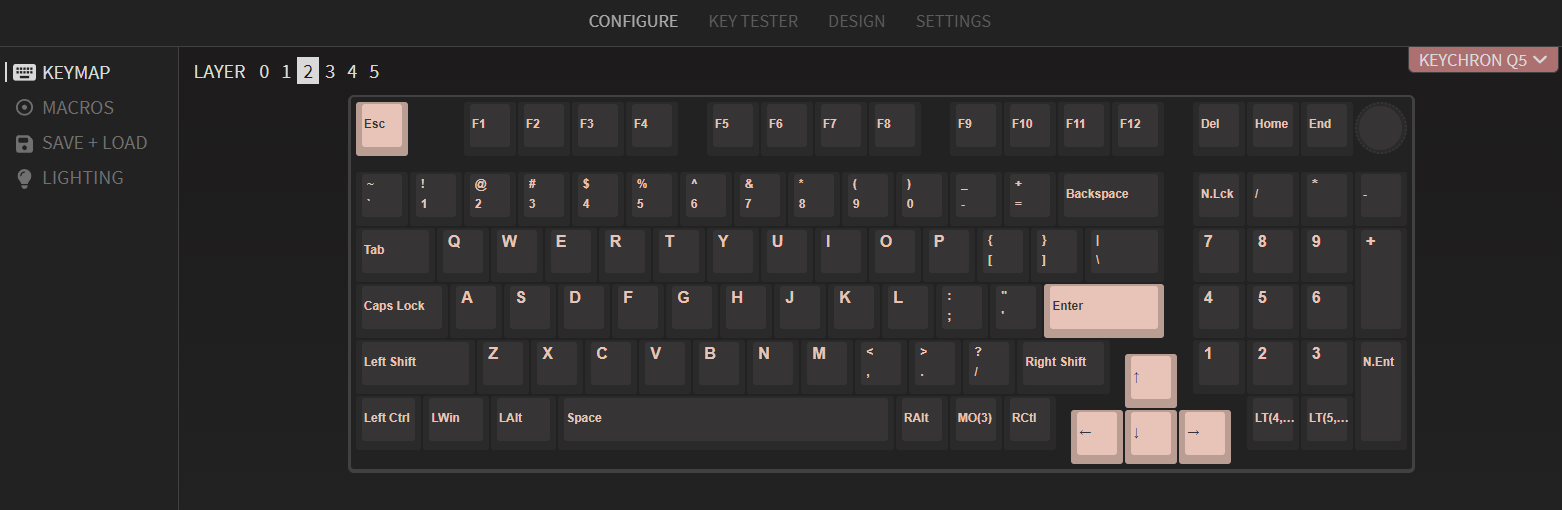 CONFIGURE KEY TESTER DESIGN SETTINGS
KEYMAP
MACROS
SAVE + LOAD
LIGHTING
LAYER 0 1 2 3 4 5
KEYCHRON Q5
Esc F1 F2 F3 F4 F5 F6 F7 F8 F9 F10 F11 F12 Del Home End
~ ! @ # $ % ^ & * ( ) _ + Backspace N.Lck / * -
` 1 2 3 4 5 6 7 8 9 0 - =
Tab Q W E R T Y U I O P { } | 7 8 9 +
[ ] \
Caps Lock A S D F G H J K L : " Enter 4 5 6
; '
Left Shift Z X C V B N M < > ? Right Shift ↑ 1 2 3 N.Ent
, . /
Left Ctrl LWin LAlt Space RAlt MO(3) RCtl ← ↓ → LT(4,... LT(5,...